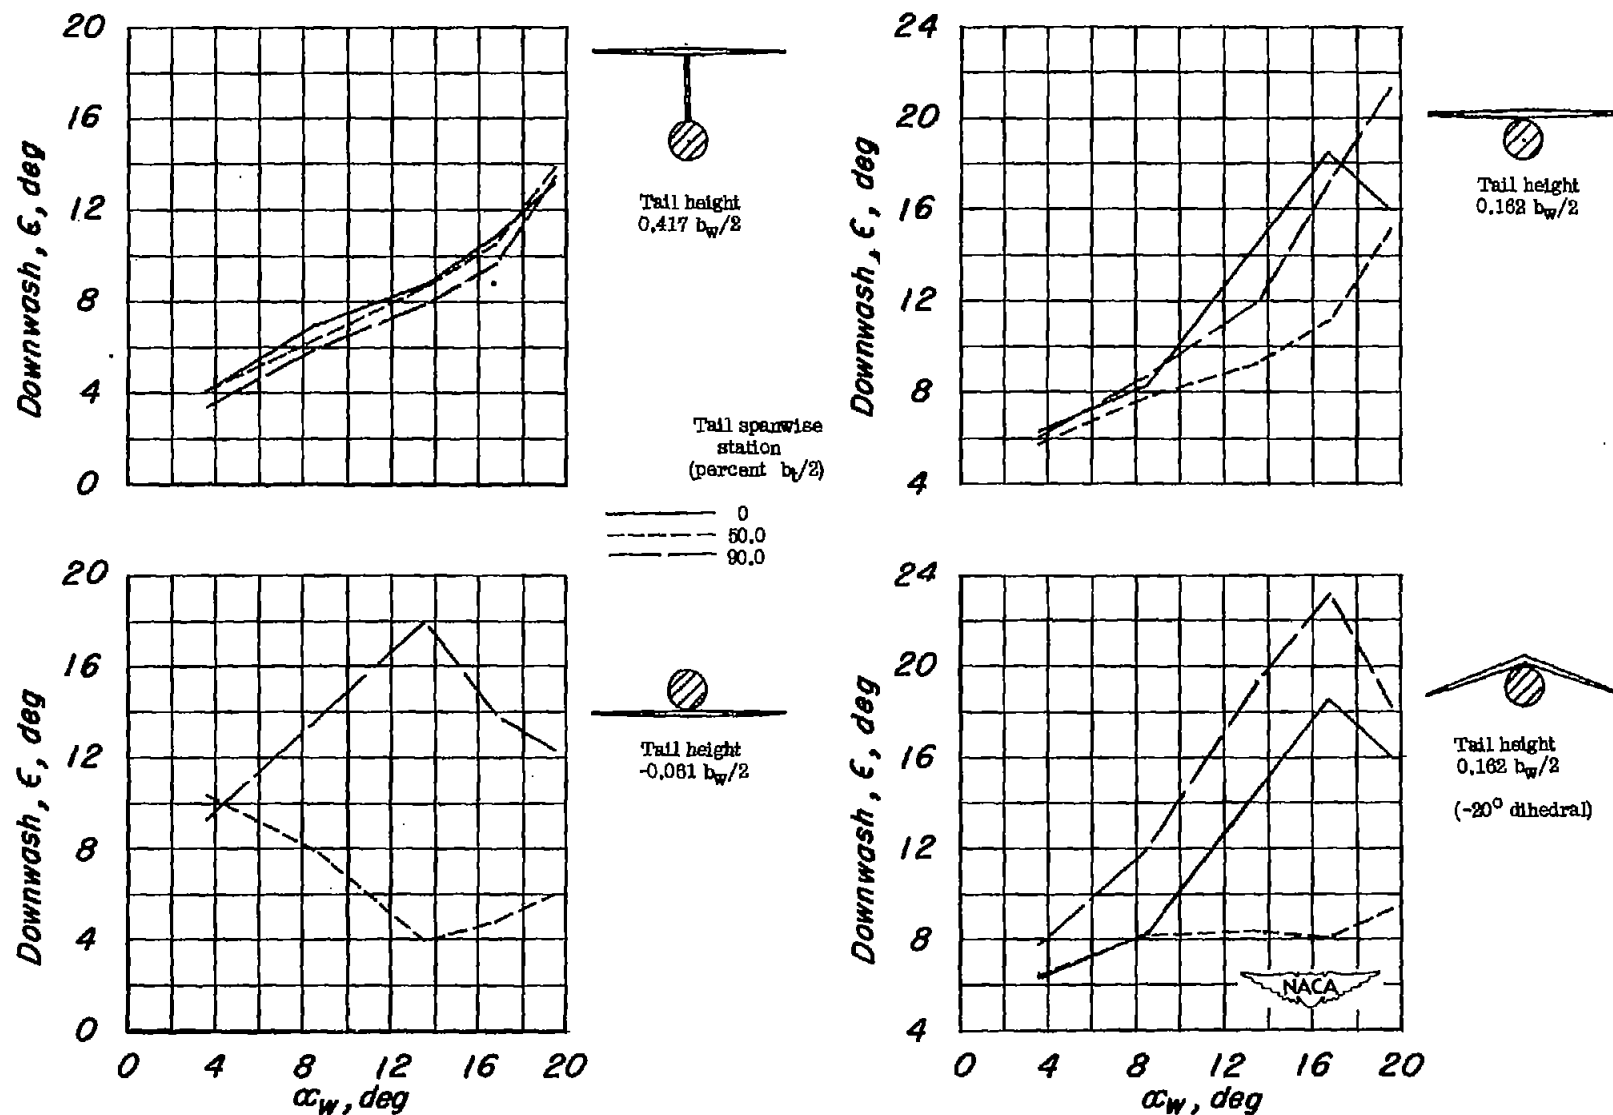 20
16
12
8
4
0
Downwash, ϵ, deg
Tail height
0.417 b_w/2
24
20
16
12
8
4
Downwash, ϵ, deg
Tail height
0.162 b_w/2
Tail spanwise
station
(percent b_t/2)
0
50.0
90.0
20
16
12
8
4
0
Downwash, ϵ, deg
0 4 8 12 16 20
α_w, deg
Tail height
-0.061 b_w/2
24
20
16
12
8
4
Downwash, ϵ, deg
NACA
0 4 8 12 16 20
α_w, deg
Tail height
0.162 b_w/2
(-20° dihedral)